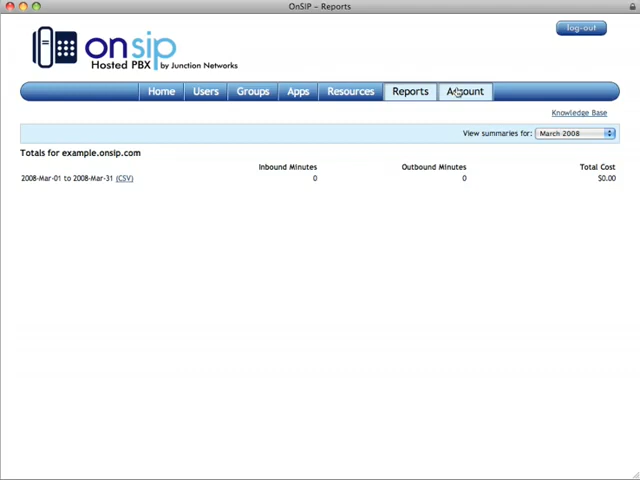 OnSIP – Reports
log-out
onsip
Hosted PBX by Junction Networks
Home Users Groups Apps Resources Reports Account
Knowledge Base
View summaries for: March 2008
Totals for example.onsip.com
Inbound Minutes Outbound Minutes Total Cost
2008-Mar-01 to 2008-Mar-31 (CSV) 0 0 $0.00